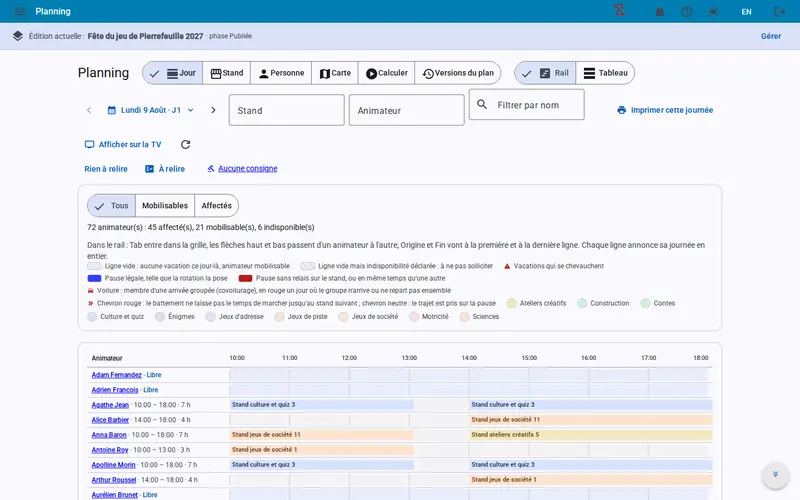 Planning
EN
Édition actuelle : Fête du jeu de Pierrefeuille 2027 · phase Publiée
Gérer
Planning
Jour
Stand
Personne
Carte
Calculer
Versions du plan
Rail
Tableau
Lundi 9 Août · J1
Stand
Animateur
Filtrer par nom
Imprimer cette journée
Afficher sur la TV
Rien à relire
À relire
Aucune consigne
Tous
Mobilisables
Affectés
72 animateur(s) : 45 affecté(s), 21 mobilisable(s), 6 indisponible(s)
Dans le rail : Tab entre dans la grille, les flèches haut et bas passent d'un animateur à l'autre, Origine et Fin vont à la première et à la dernière ligne. Chaque ligne annonce sa journée en
entier.
Ligne vide : aucune vacation ce jour-là, animateur mobilisable
Ligne vide mais indisponibilité déclarée : à ne pas solliciter
Vacations qui se chevauchent
Pause légale, telle que la rotation la pose
Pause sans relais sur le stand, ou en même temps qu'une autre
Voiture : membre d'une arrivée groupée (covoiturage), en rouge un jour où le groupe n'arrive ou ne repart pas ensemble
Chevron rouge : le battement ne laisse pas le temps de marcher jusqu'au stand suivant ; chevron neutre : le trajet est pris sur la pause
Ateliers créatifs
Construction
Contes
Culture et quiz
Énigmes
Jeux d'adresse
Jeux de piste
Jeux de société
Motricité
Sciences
Animateur
10:00
11:00
12:00
13:00
14:00
15:00
16:00
17:00
18:00
Adam Fernandez · Libre
Adrien François · Libre
Agathe Jean · 10:00 – 18:00 · 7 h
Stand culture et quiz 3
Stand culture et quiz 3
Alice Barbier · 14:00 – 18:00 · 4 h
Stand jeux de société 11
Anna Baron · 10:00 – 18:00 · 7 h
Stand jeux de société 11
Stand ateliers créatifs 5
Antoine Roy · 10:00 – 13:00 · 3 h
Stand jeux de société 1
Apolline Morin · 10:00 – 18:00 · 7 h
Stand culture et quiz 3
Stand culture et quiz 3
Arthur Roussel · 14:00 – 18:00 · 4 h
Stand jeux de société 1
Aurélien Brunet · Libre